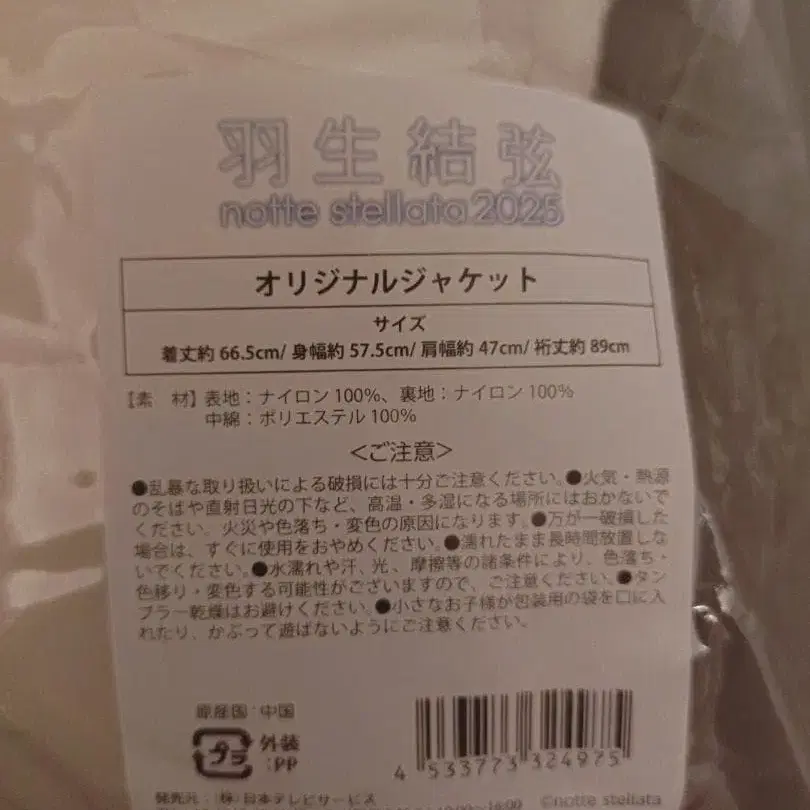 羽生結弦
notte stellata 2025
オリジナルジャケット
サイズ
着丈約 66.5cm/ 身幅約 57.5cm/ 肩幅約 47cm/ 裄丈約 89cm
【素　材】表地：ナイロン 100%、裏地：ナイロン 100%
中綿：ポリエステル 100%
＜ご注意＞
●乱暴な取り扱いによる破損には十分ご注意ください。●火気・熱源
のそばや直射日光の下など、高温・多湿になる場所にはおかないで
ください。火災や色落ち・変色の原因になります。●万が一破損した
場合は、すぐに使用をおやめください。●濡れたまま長時間放置しな
いでください。●水濡れや汗、光、摩擦等の諸条件により、色落ち・
色移り・変色する可能性がございますので、ご注意ください。●タン
ブラー乾燥はお避けください。●小さなお子様が包装用の袋を口に入
れたり、かぶって遊ばないようにご注意ください。
原産国：中国
プラ
外装
：PP
4 533773 324975
発売元：（株）日本テレビサービス
©notte stellata